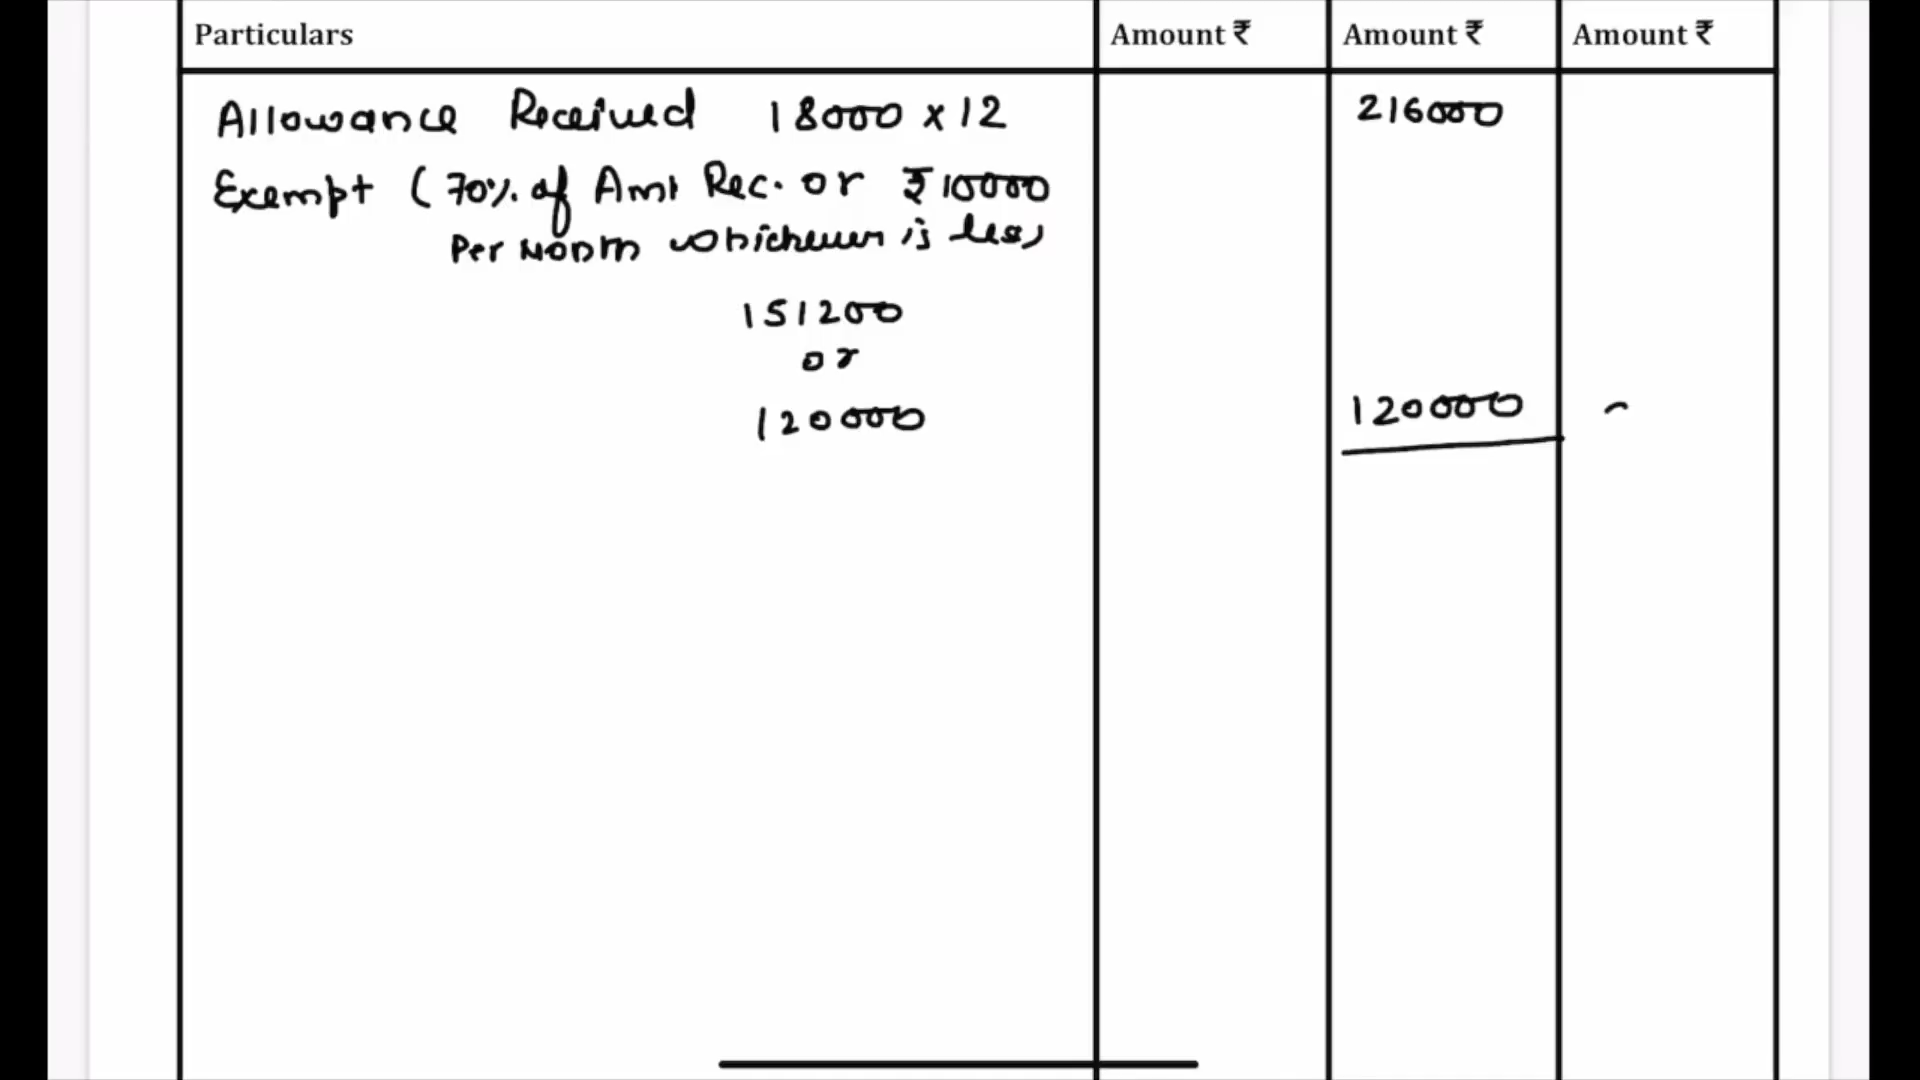 Particulars Amount ₹ Amount ₹ Amount ₹
Allowance Received 18000 x 12 216000
Exempt ( 70% of Amt Rec. or ₹ 10000
Per Month whichever is less
151200
or
120000 120000